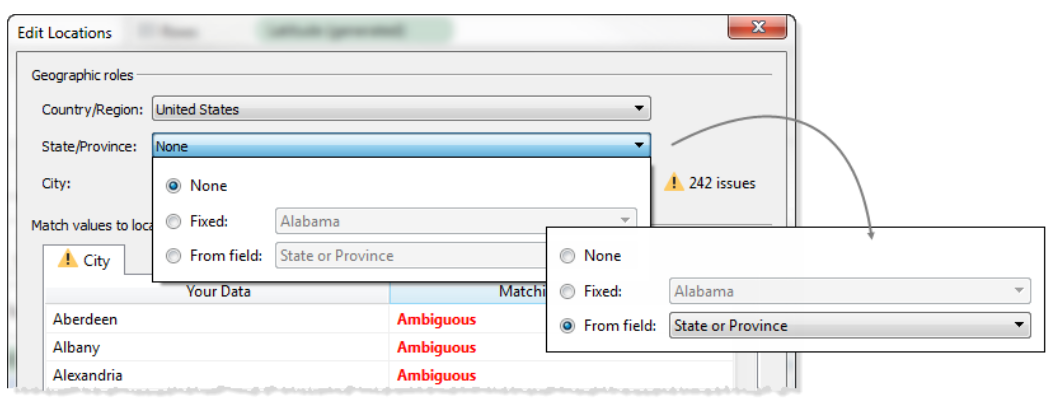 Edit Locations
Geographic roles
Country/Region: United States
State/Province: None
City:
None
242 issues
Fixed: Alabama
Match values to loca
From field: State or Province
City
None
Your Data
Matchi
Fixed: Alabama
Aberdeen
Ambiguous
From field: State or Province
Albany
Ambiguous
Alexandria
Ambiguous